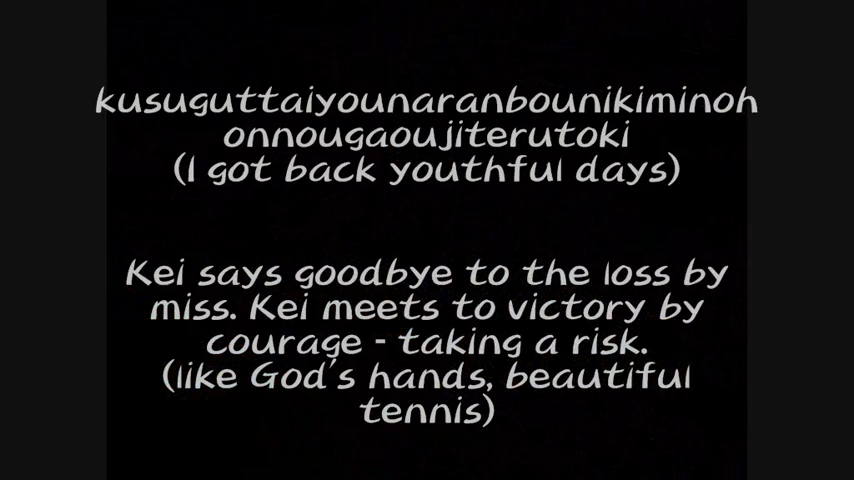 kusuguttaiyounaranbounikiminoh
onnougaoujiterutoki
(I got back youthful days)
Kei says goodbye to the loss by
miss. Kei meets to victory by
courage - taking a risk.
(like God's hands, beautiful
tennis)